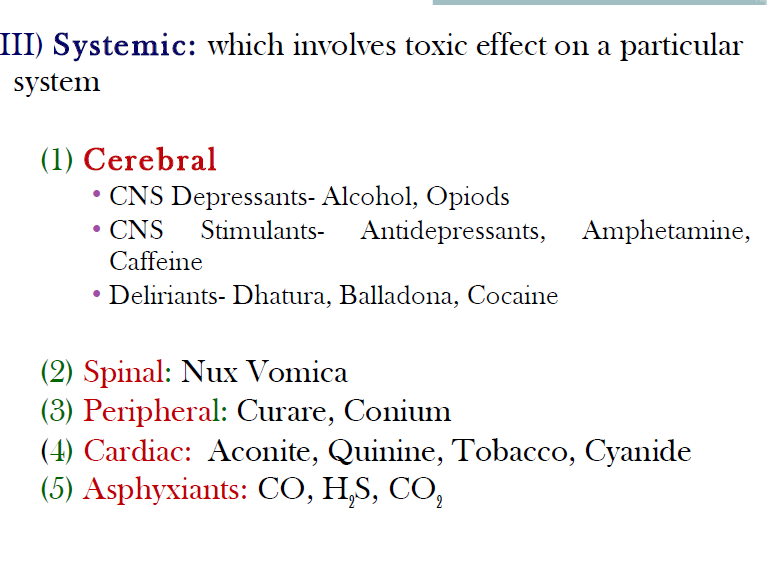 III) Systemic: which involves toxic effect on a particular
system
(1) Cerebral
• CNS Depressants- Alcohol, Opiods
• CNS Stimulants- Antidepressants, Amphetamine,
Caffeine
• Deliriants- Dhatura, Balladona, Cocaine
(2) Spinal: Nux Vomica
(3) Peripheral: Curare, Conium
(4) Cardiac: Aconite, Quinine, Tobacco, Cyanide
(5) Asphyxiants: CO, H₂S, CO₂